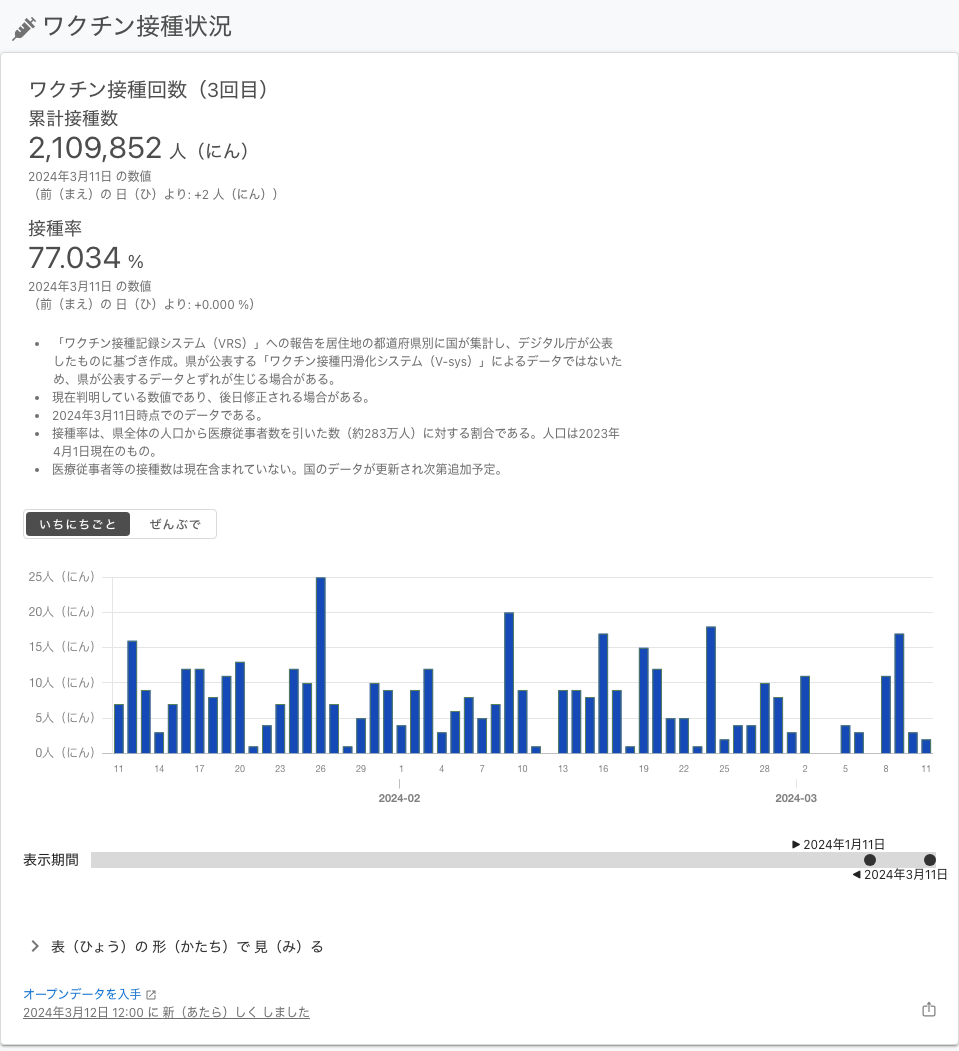 ワクチン接種状況
ワクチン接種回数（3回目）
累計接種数
2,109,852 人（にん）
2024年3月11日 の数値
（前（まえ）の 日（ひ）より: +2 人（にん））
接種率
77.034 %
2024年3月11日 の数値
（前（まえ）の 日（ひ）より: +0.000 %）
• 「ワクチン接種記録システム（VRS）」への報告を居住地の都道府県別に国が集計し、デジタル庁が公表
したものに基づき作成。県が公表する「ワクチン接種円滑化システム（V-sys）」によるデータではないた
め、県が公表するデータとずれが生じる場合がある。
• 現在判明している数値であり、後日修正される場合がある。
• 2024年3月11日時点でのデータである。
• 接種率は、県全体の人口から医療従事者数を引いた数（約283万人）に対する割合である。人口は2023年
4月1日現在のもの。
• 医療従事者等の接種数は現在含まれていない。国のデータが更新され次第追加予定。
いちにちごと ぜんぶで
25人（にん）
20人（にん）
15人（にん）
10人（にん）
5人（にん）
0人（にん）
11 14 17 20 23 26 29 1 4 7 10 13 16 19 22 25 28 2 5 8 11
2024-02 2024-03
▶ 2024年1月11日
表示期間
◀ 2024年3月11日
表（ひょう）の 形（かたち）で 見（み）る
オープンデータを入手
2024年3月12日 12:00 に 新（あたら）しく しました